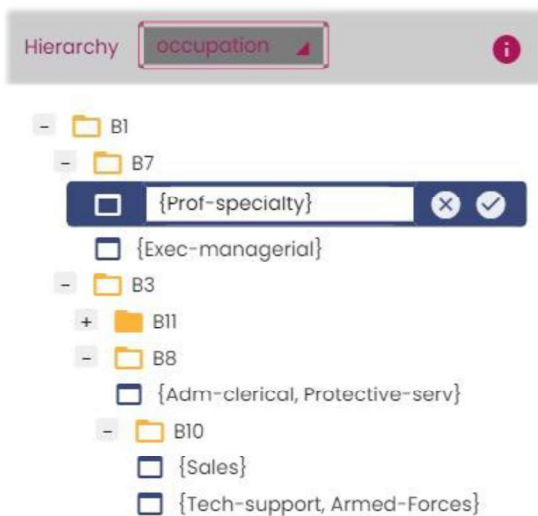 Hierarchy occupation i
- B1
- B7
{Prof-specialty}
{Exec-managerial}
- B3
+ B11
- B8
{Adm-clerical, Protective-serv}
- B10
{Sales}
{Tech-support, Armed-Forces}